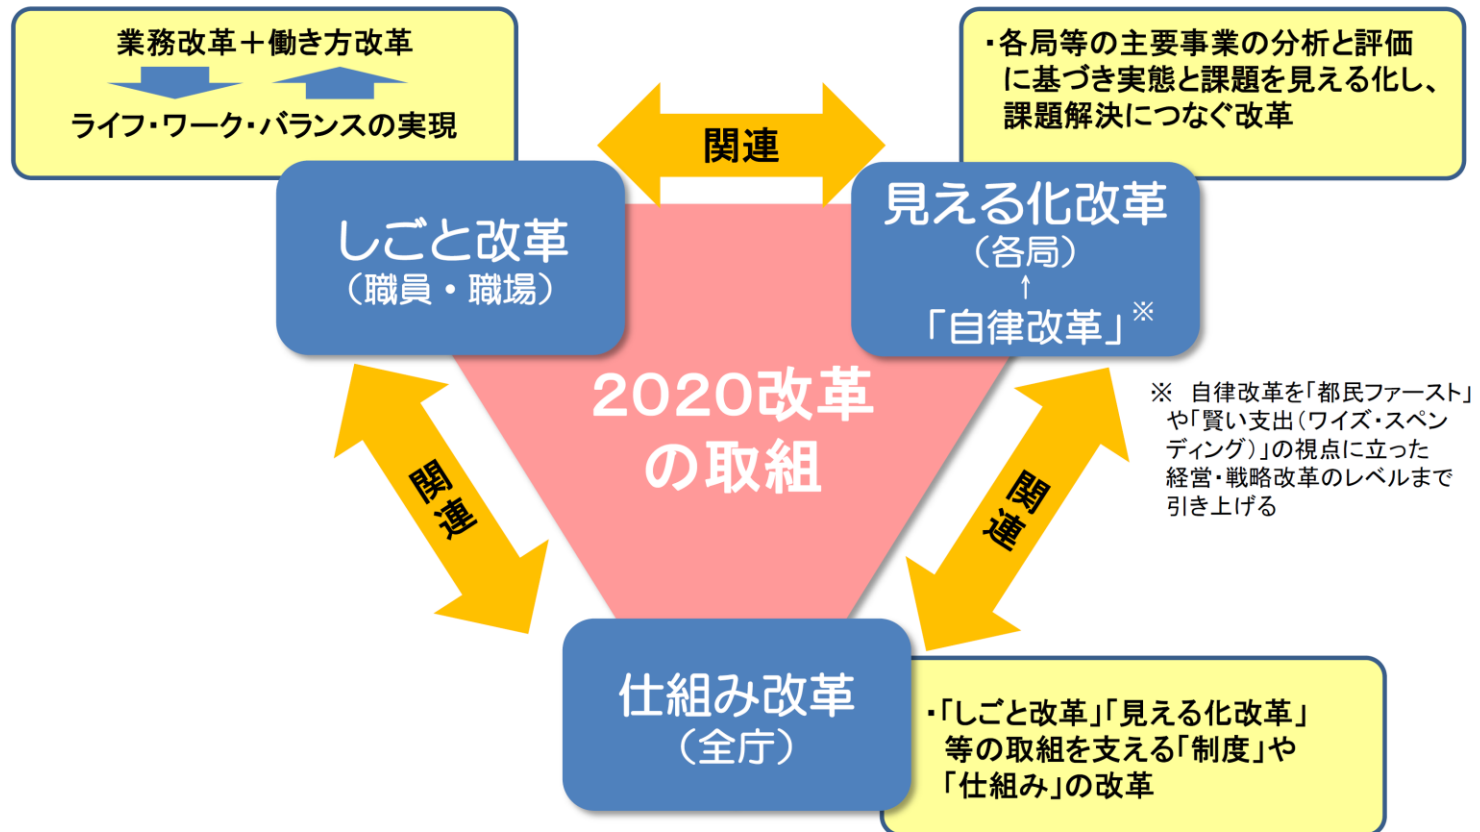 業務改革＋働き方改革
ライフ・ワーク・バランスの実現
関連
・各局等の主要事業の分析と評価
に基づき実態と課題を見える化し、
課題解決につなぐ改革
しごと改革
（職員・職場）
見える化改革
（各局）
↑
「自律改革」※
2020改革
の取組
※　自律改革を「都民ファースト」
や「賢い支出（ワイズ・スペン
ディング）」の視点に立った
経営・戦略改革のレベルまで
引き上げる
関連
関連
仕組み改革
（全庁）
・「しごと改革」「見える化改革」
等の取組を支える「制度」や
「仕組み」の改革